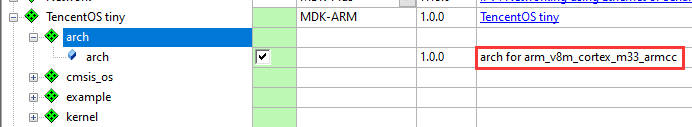 TencentOS tiny MDK-ARM 1.0.0 TencentOS tiny
arch
arch 1.0.0 arch for arm_v8m_cortex_m33_armcc
cmsis_os
example
kernel